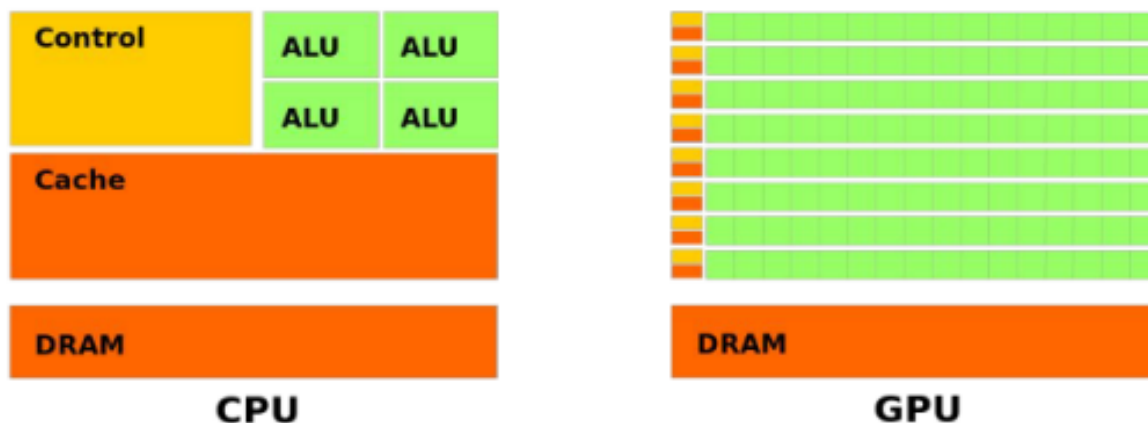 Control
ALU ALU
ALU ALU
Cache
DRAM
CPU
DRAM
GPU